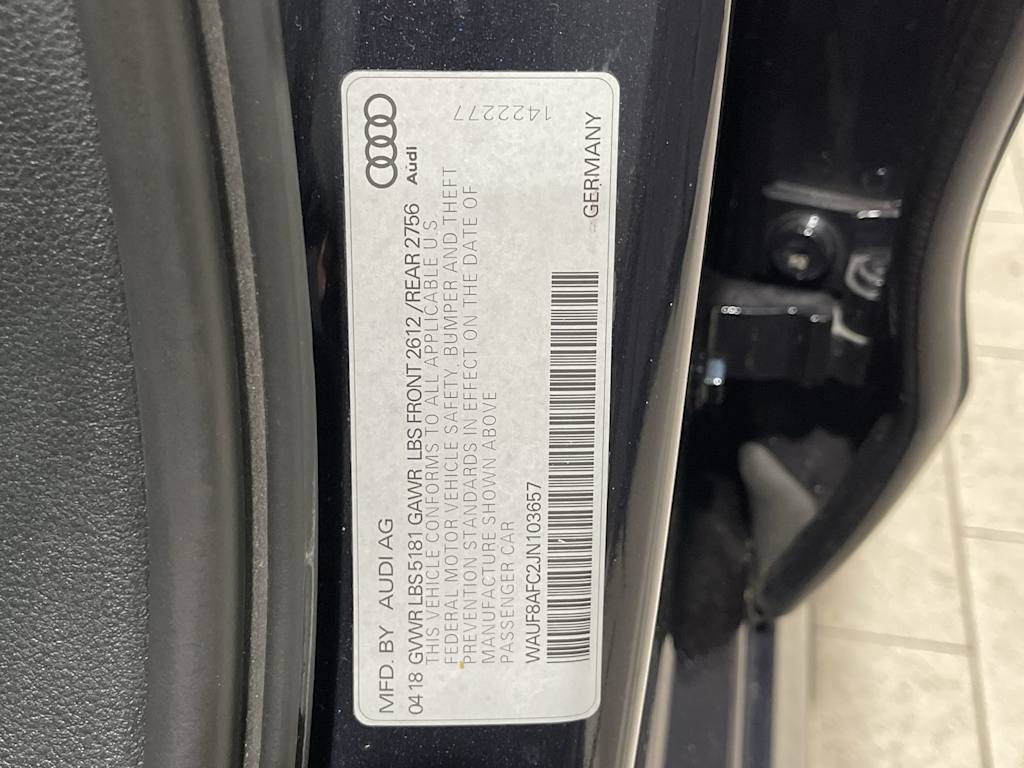 MFD. BY AUDI AG
Audi
04-18 GVWR LBS 5181 GAWR LBS FRONT 2612 /REAR 2756
THIS VEHICLE CONFORMS TO ALL APPLICABLE U.S.
FEDERAL MOTOR VEHICLE SAFETY, BUMPER AND THEFT
PREVENTION STANDARDS IN EFFECT ON THE DATE OF
MANUFACTURE SHOWN ABOVE
PASSENGER CAR
WAUF8AFC2JN103657
GERMANY
1422277